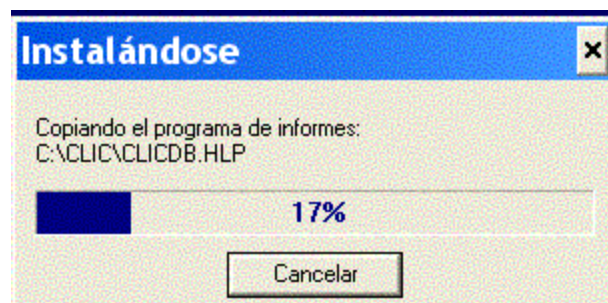 Instalándose
Copiando el programa de informes:
C:\CLIC\CLICDB.HLP
17%
Cancelar